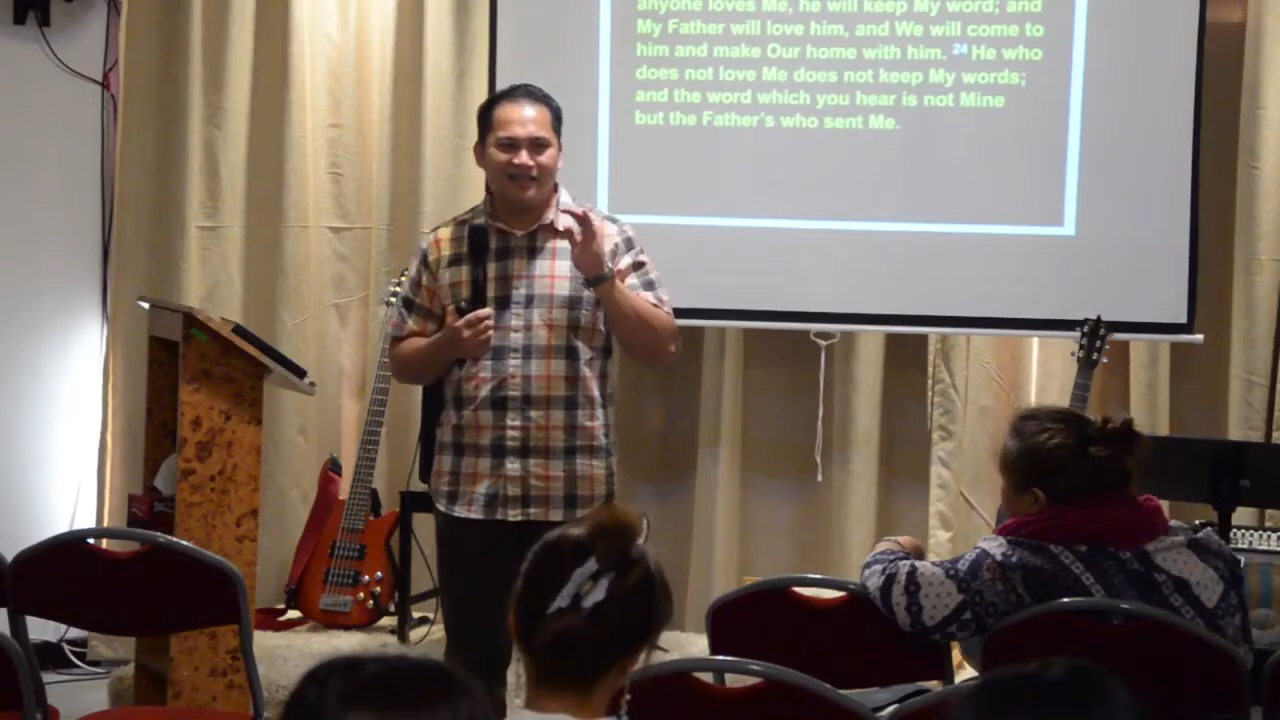 anyone loves Me, he will keep My word; and
My Father will love him, and We will come to
him and make Our home with him. 24 He who
does not love Me does not keep My words;
and the word which you hear is not Mine
but the Father's who sent Me.